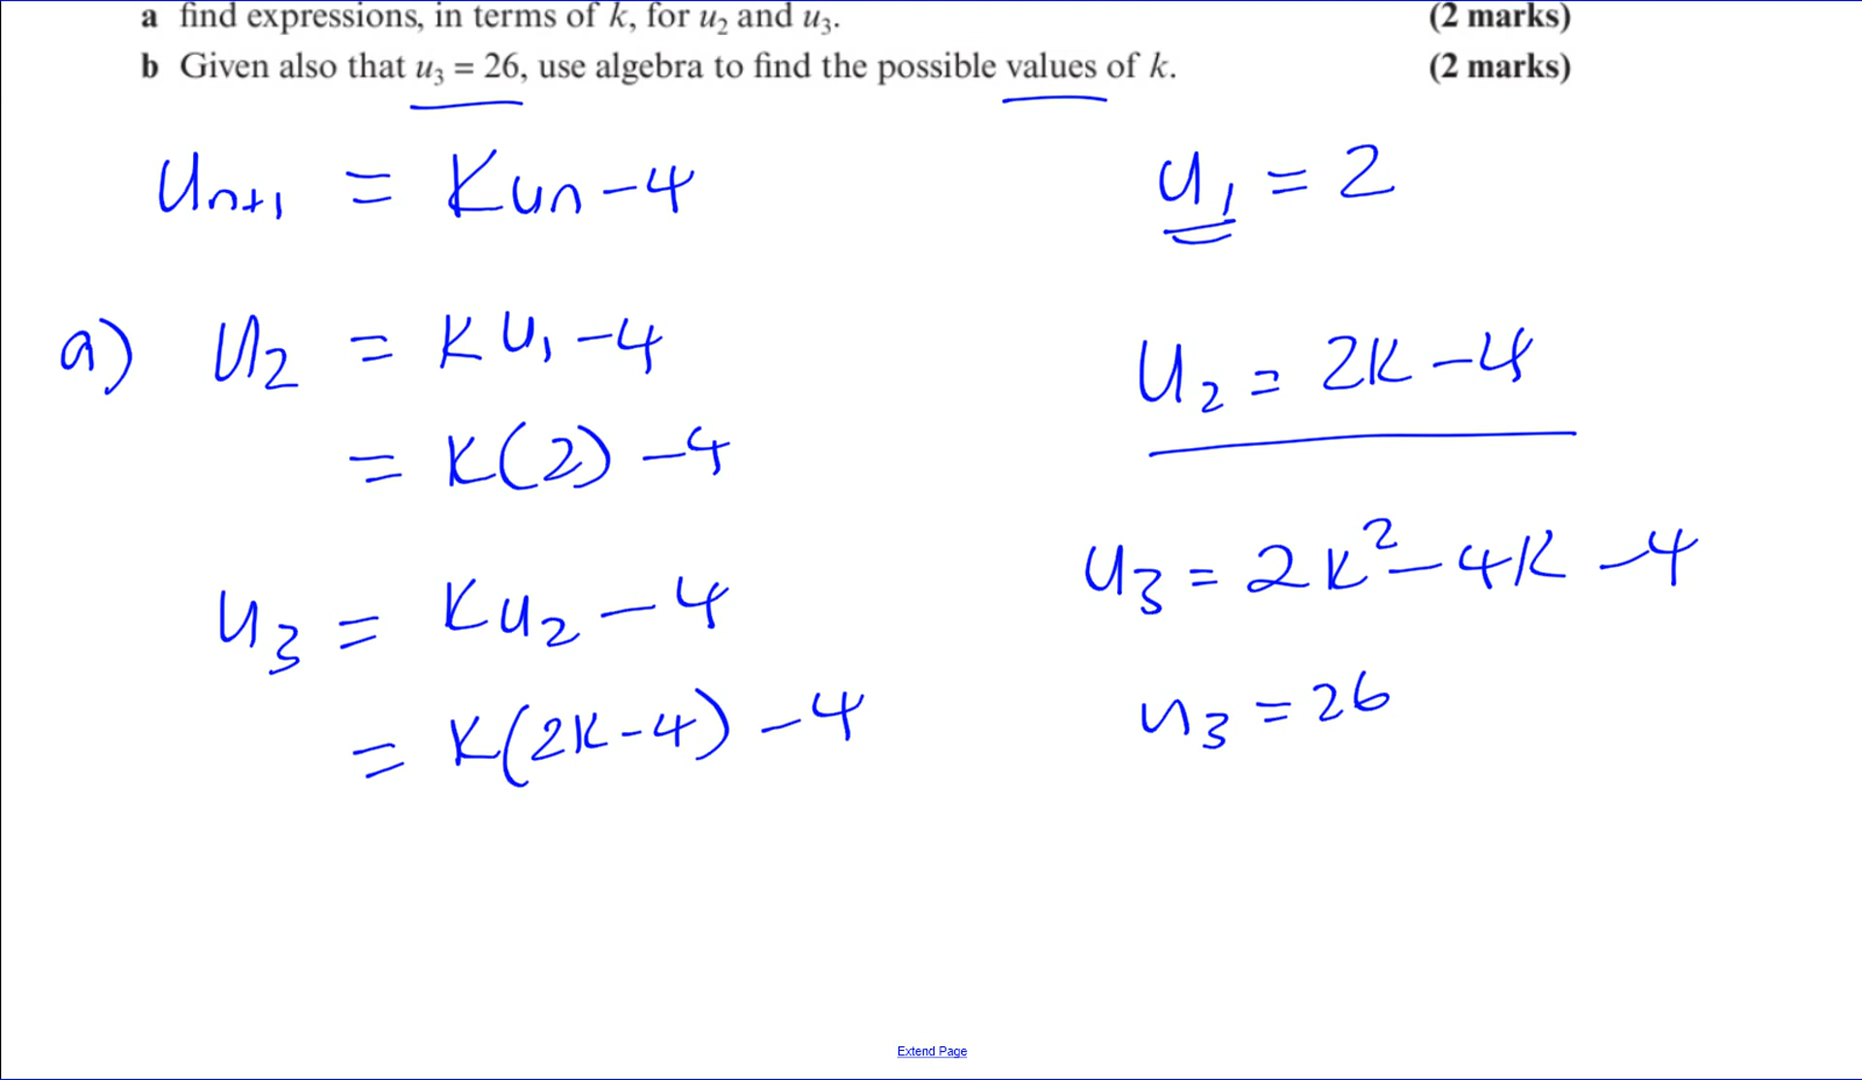 a find expressions, in terms of k, for u₂ and u₃. (2 marks)
b Given also that u₃ = 26, use algebra to find the possible values of k. (2 marks)
Uₙ₊₁ = Kuₙ - 4
u₁ = 2
a) U₂ = KU₁ - 4
= K(2) - 4
U₂ = 2K - 4
u₃ = Ku₂ - 4
= K(2K - 4) - 4
U₃ = 2K² - 4K - 4
u₃ = 26
Extend Page